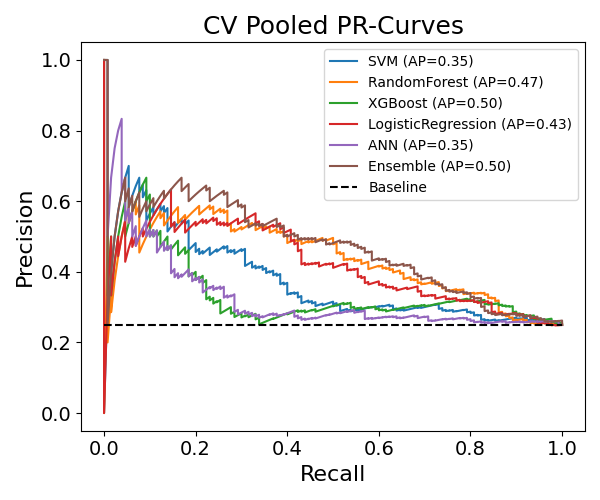 CV Pooled PR-Curves
SVM (AP=0.35)
RandomForest (AP=0.47)
XGBoost (AP=0.50)
LogisticRegression (AP=0.43)
ANN (AP=0.35)
Ensemble (AP=0.50)
Baseline
Precision
1.0
0.8
0.6
0.4
0.2
0.0
0.0 0.2 0.4 0.6 0.8 1.0
Recall